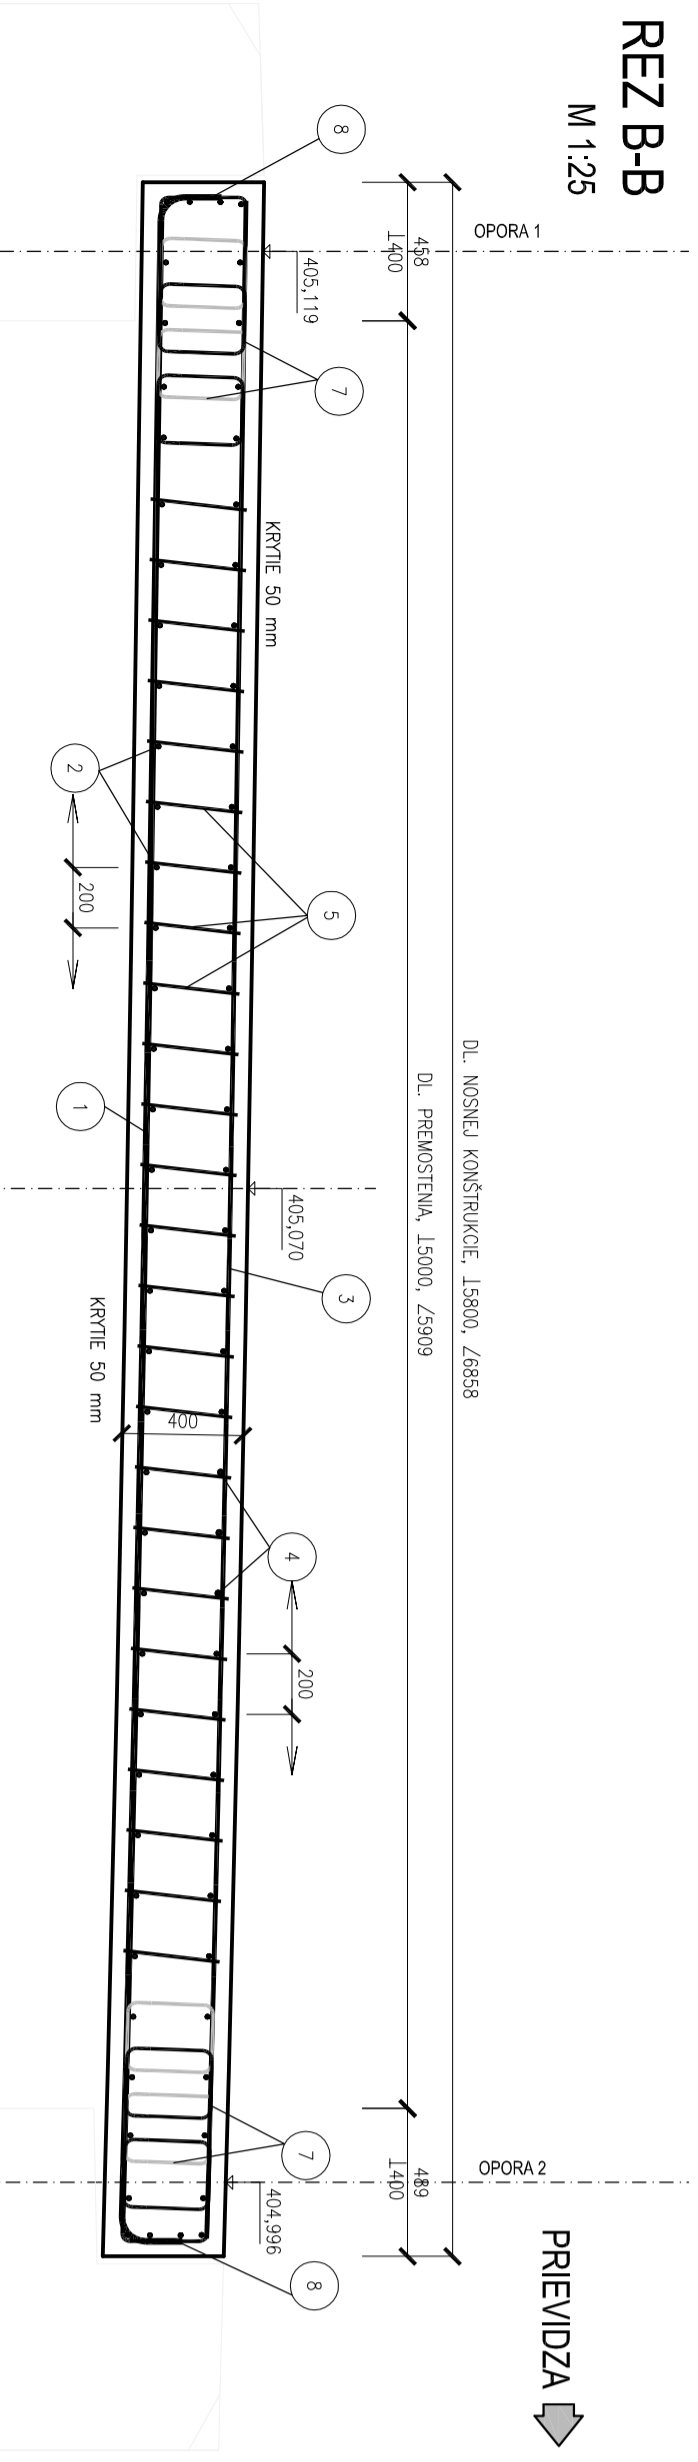 REZ B-B
M 1:25
PRIEVIDZA
OPORA 1
OPORA 2
DL. NOSNEJ KONŠTRUKCIE, ⊥5800, ∠6858
DL. PREMOSTENIA, ⊥5000, ∠5909
458
⊥400
489
⊥400
8
405,119
7
KRYTIE 50 mm
5
405,070
3
4
200
7
404,996
8
2
200
1
KRYTIE 50 mm
400